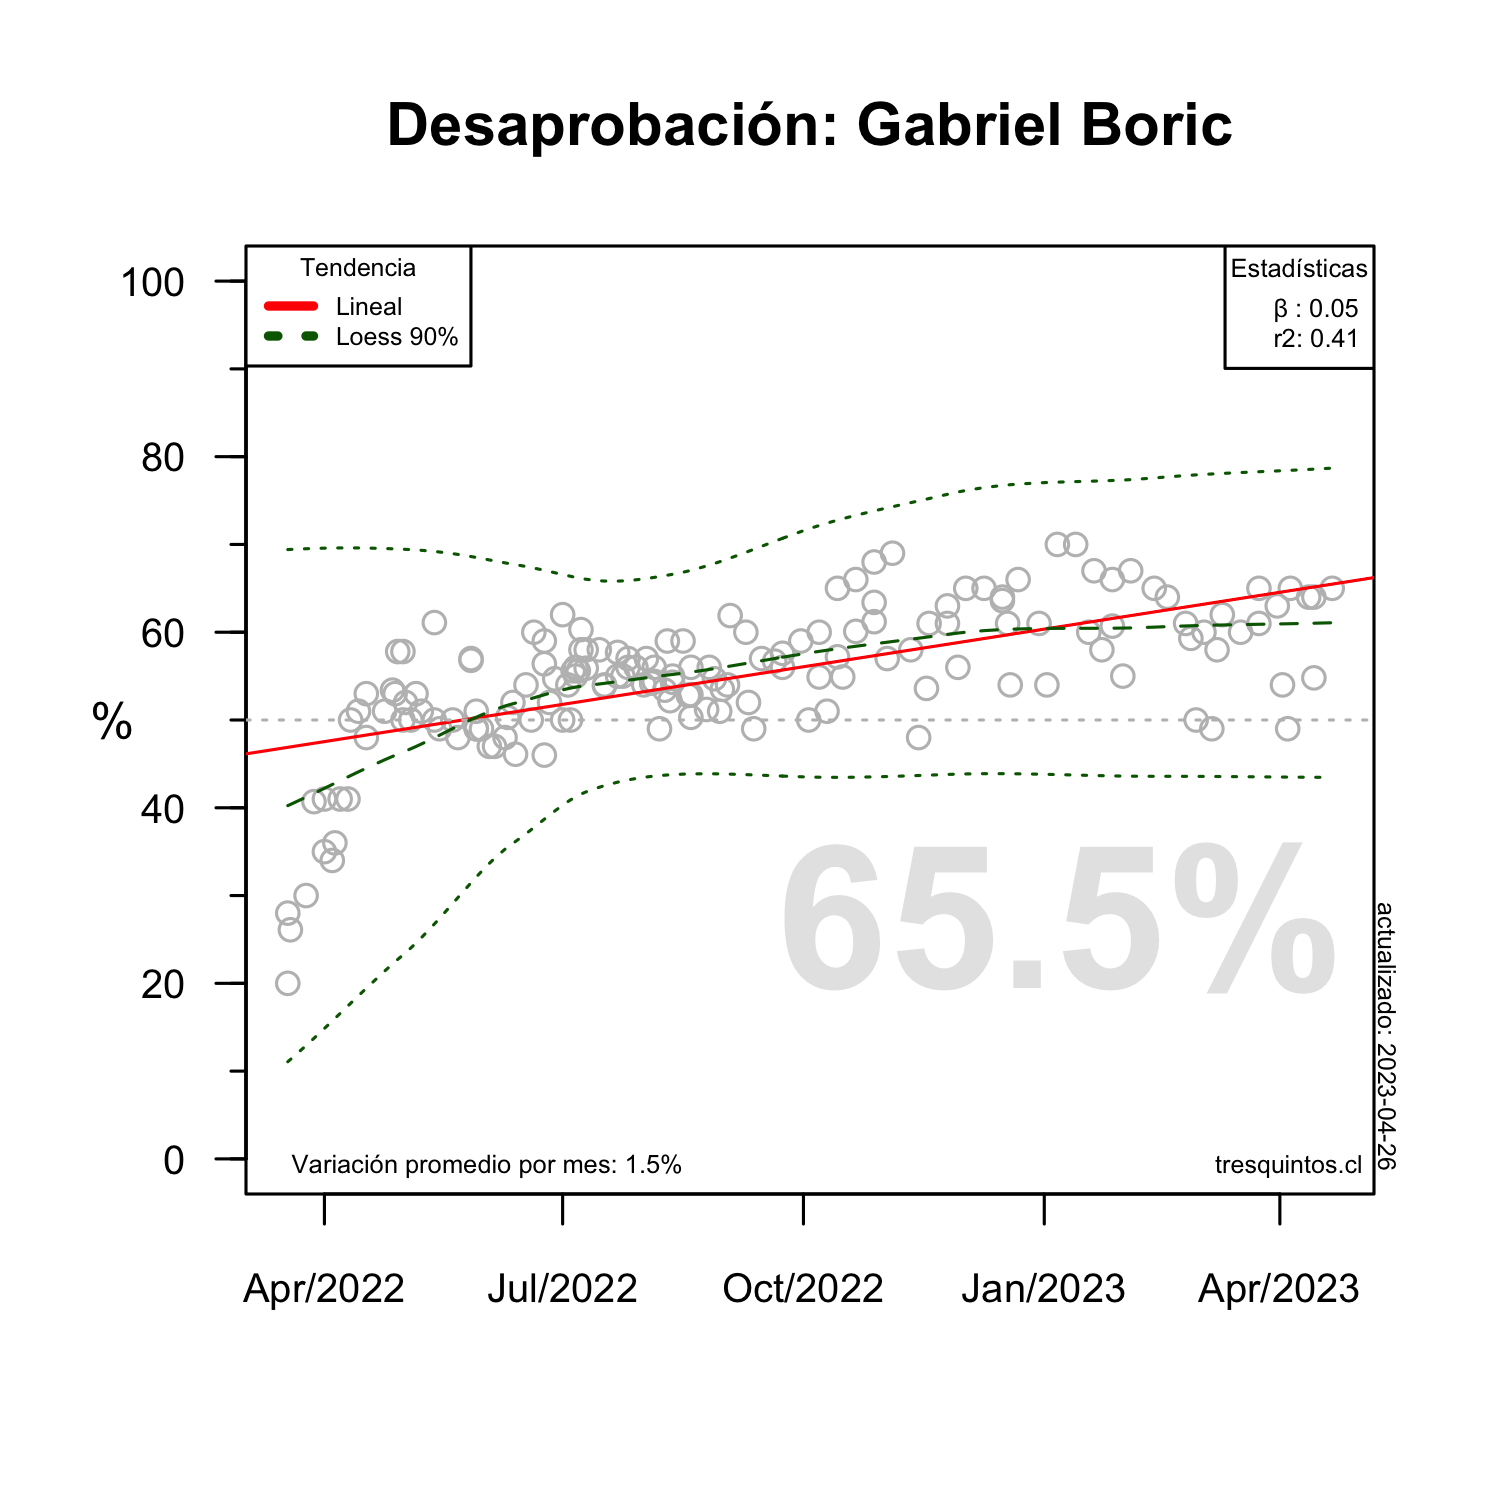 Desaprobación: Gabriel Boric
Tendencia
Lineal
Loess 90%
Estadísticas
β : 0.05
r2: 0.41
100
80
60
%
40
20
0
65.5%
actualizado: 2023-04-26
Variación promedio por mes: 1.5%
tresquintos.cl
Apr/2022
Jul/2022
Oct/2022
Jan/2023
Apr/2023